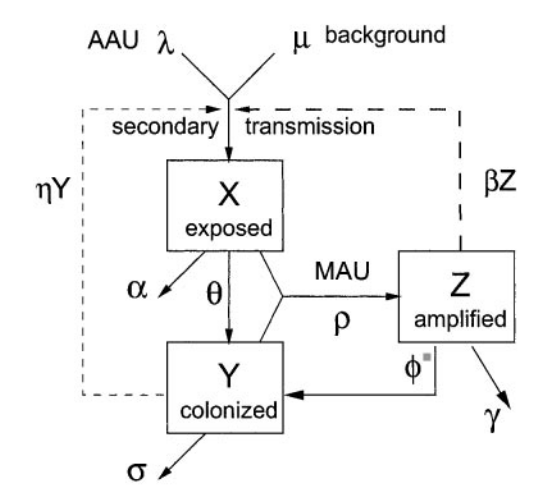 AAU λ
μ background
secondary transmission
ηY
βZ
X
exposed
α
θ
MAU
ρ
Z
amplified
Y
colonized
ϕ
γ
σ